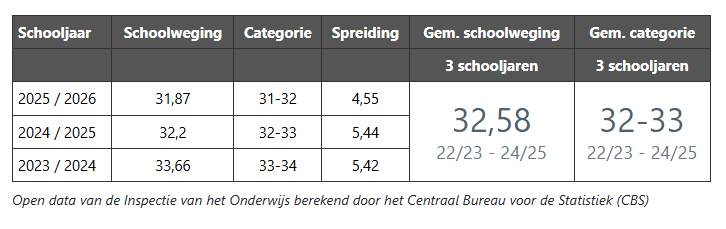 Schooljaar Schoolweging Categorie Spreiding Gem. schoolweging Gem. categorie
3 schooljaren 3 schooljaren
2025 / 2026 31,87 31-32 4,55
2024 / 2025 32,2 32-33 5,44
2023 / 2024 33,66 33-34 5,42
32,58 32-33
22/23 - 24/25 22/23 - 24/25
Open data van de Inspectie van het Onderwijs berekend door het Centraal Bureau voor de Statistiek (CBS)